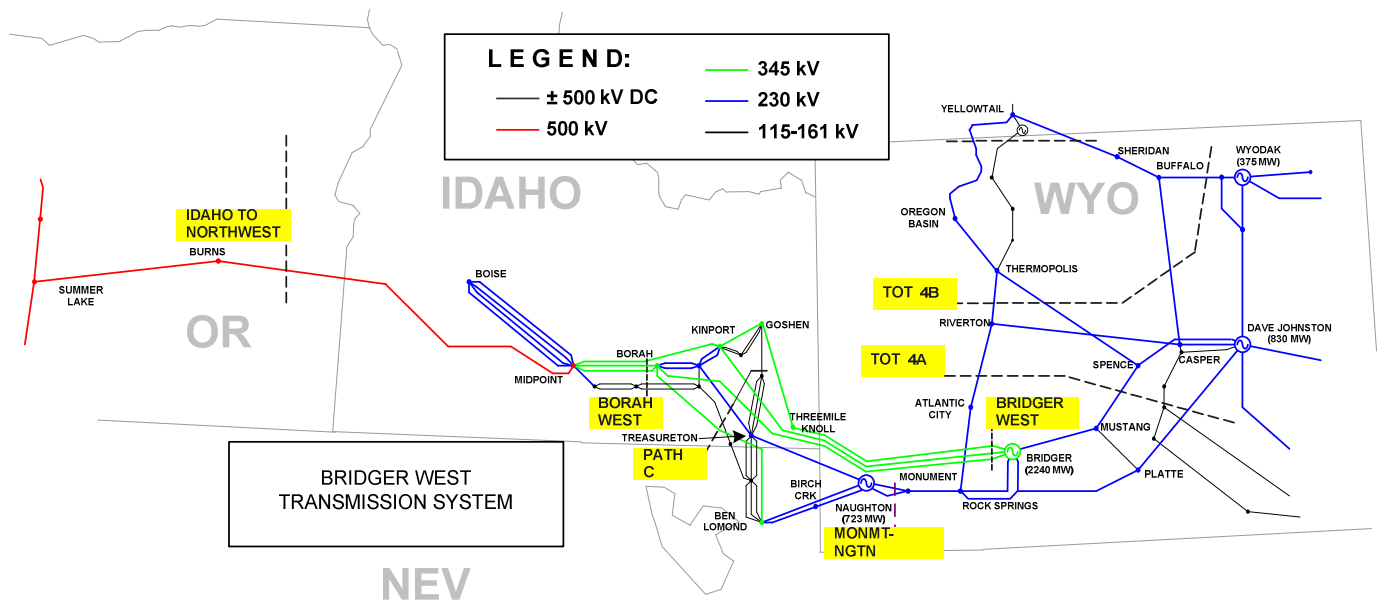 L E G E N D:
± 500 kV DC
500 kV
345 kV
230 kV
115-161 kV
YELLOWTAIL
SHERIDAN
BUFFALO
WYODAK
(375 MW)
IDAHO
WYO
OREGON
BASIN
IDAHO TO
NORTHWEST
BURNS
THERMOPOLIS
SUMMER
LAKE
BOISE
TOT 4B
OR
KINPORT
GOSHEN
RIVERTON
DAVE JOHNSTON
(830 MW)
BORAH
TOT 4A
SPENCE
CASPER
MIDPOINT
BORAH
WEST
ATLANTIC
CITY
BRIDGER
WEST
THREEMILE
KNOLL
MUSTANG
TREASURETON
PATH
C
BRIDGER
(2240 MW)
PLATTE
BRIDGER WEST
TRANSMISSION SYSTEM
BIRCH
CRK
MONUMENT
ROCK SPRINGS
BEN
LOMOND
NAUGHTON
(723 MW)
MONMT-
NGTN
NEV